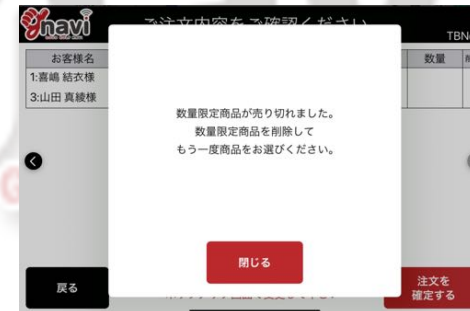 ynavi
ご注文内容をご確認ください
お客様名
数量
1:喜嶋 結衣様
3:山田 真綾様
数量限定商品が売り切れました。
数量限定商品を削除して
もう一度商品をお選びください。
閉じる
戻る
注文を
確定する